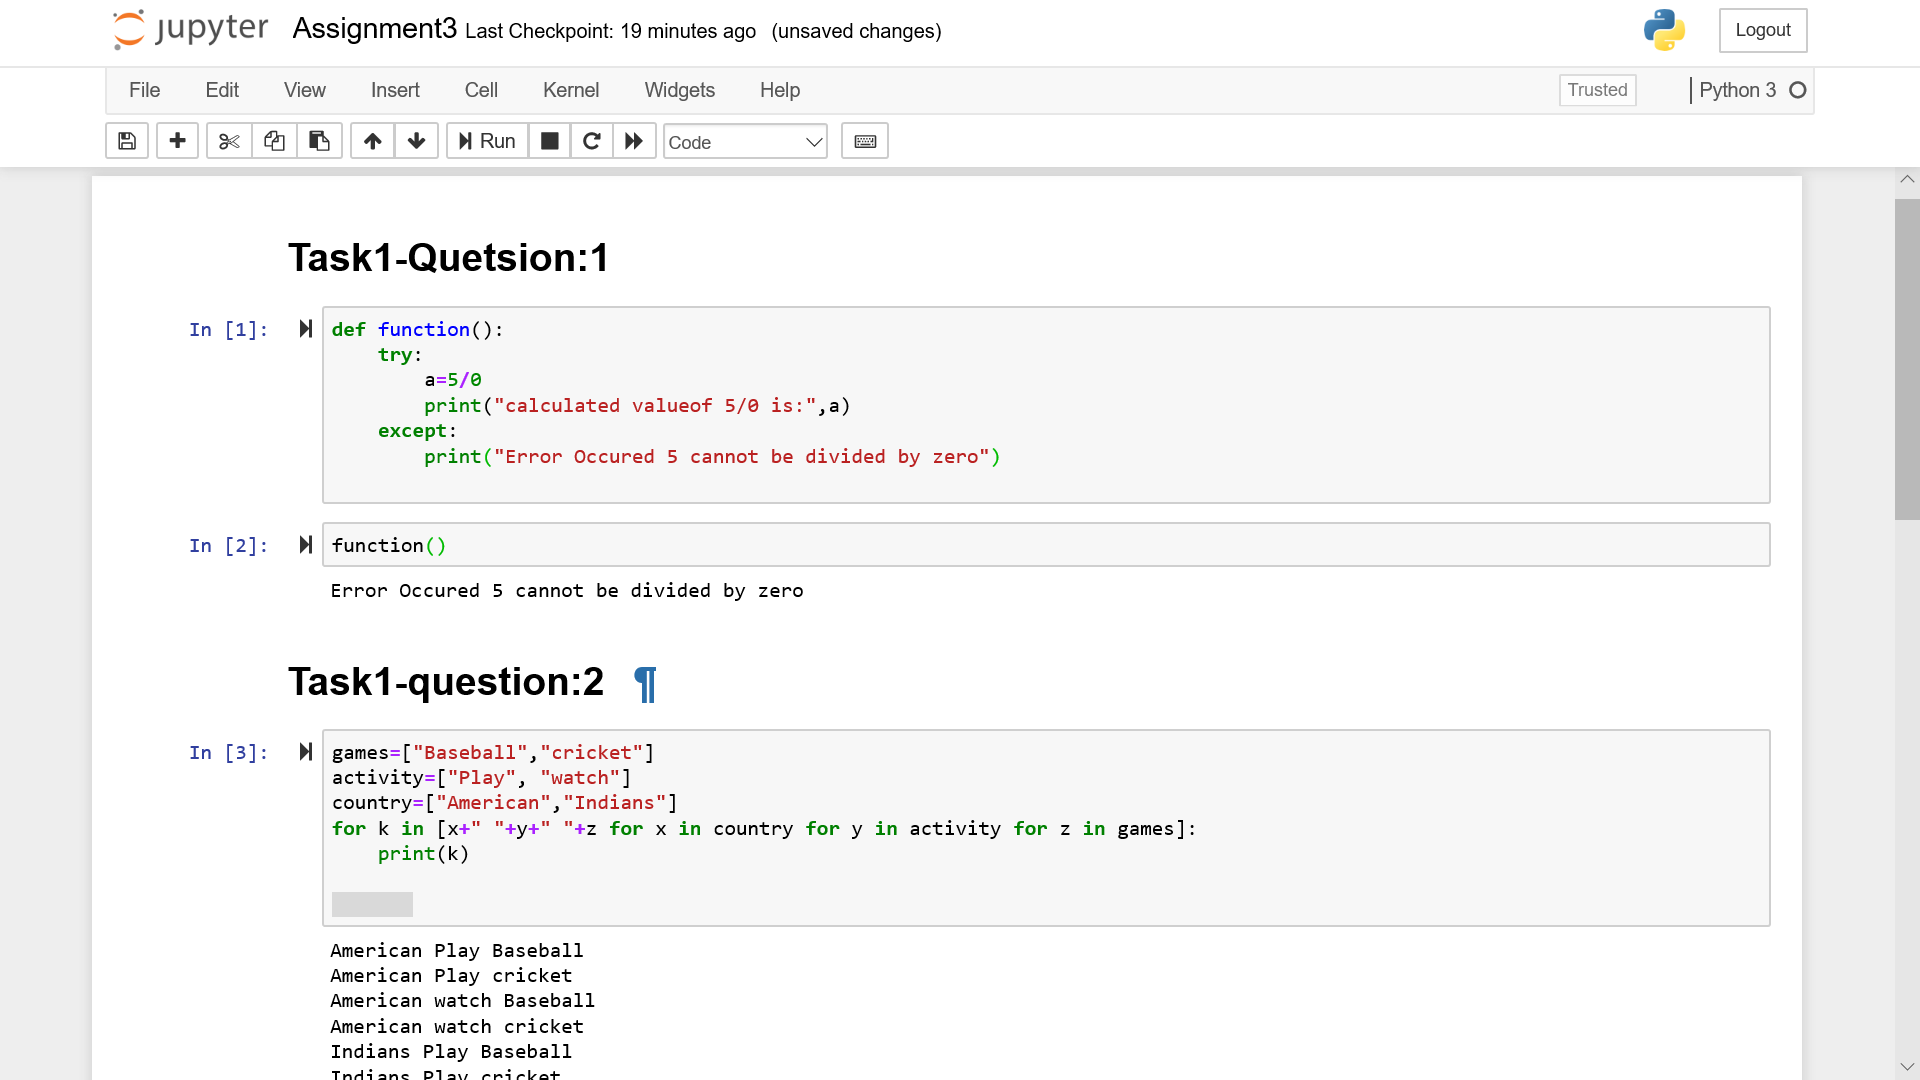 jupyter Assignment3 Last Checkpoint: 19 minutes ago (unsaved changes) Logout
File Edit View Insert Cell Kernel Widgets Help Trusted Python 3
Run Code
Task1-Quetsion:1
In [1]: def function():
    try:
        a=5/0
        print("calculated valueof 5/0 is:",a)
    except:
        print("Error Occured 5 cannot be divided by zero")
In [2]: function()
Error Occured 5 cannot be divided by zero
Task1-question:2 ¶
In [3]: games=["Baseball","cricket"]
activity=["Play", "watch"]
country=["American","Indians"]
for k in [x+" "+y+" "+z for x in country for y in activity for z in games]:
    print(k)
American Play Baseball
American Play cricket
American watch Baseball
American watch cricket
Indians Play Baseball
Indians Play cricket